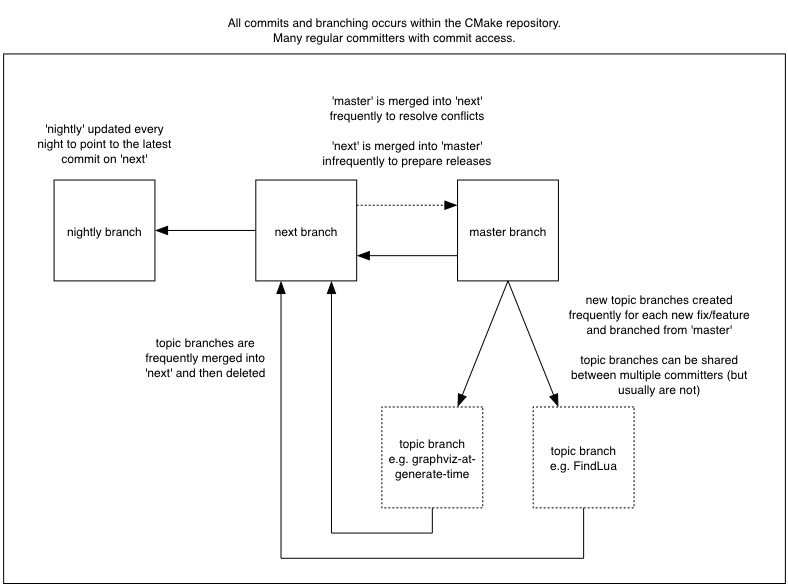 All commits and branching occurs within the CMake repository.
Many regular committers with commit access.
'master' is merged into 'next'
frequently to resolve conflicts
'next' is merged into 'master'
infrequently to prepare releases
'nightly' updated every
night to point to the latest
commit on 'next'
nightly branch
next branch
master branch
new topic branches created
frequently for each new fix/feature
and branched from 'master'
topic branches can be shared
between multiple committers (but
usually are not)
topic branches are
frequently merged into
'next' and then deleted
topic branch
e.g. graphviz-at-
generate-time
topic branch
e.g. FindLua